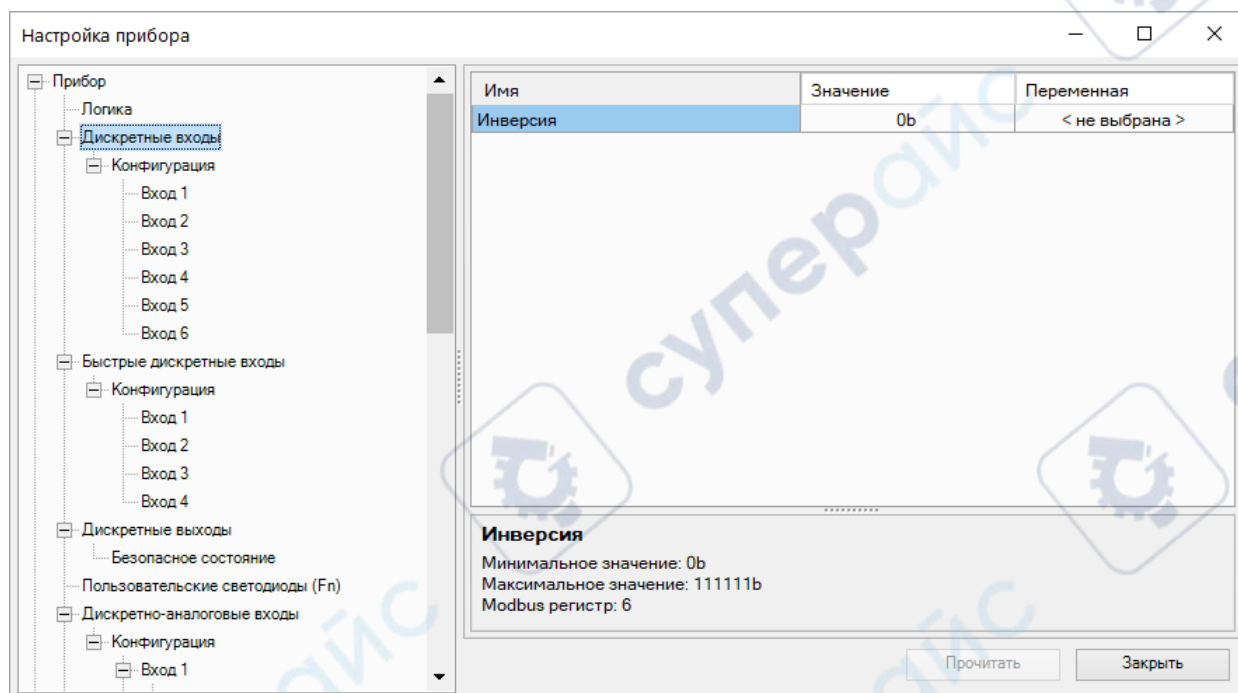 Настройка прибора
Прибор
Логика
Дискретные входы
Конфигурация
Вход 1
Вход 2
Вход 3
Вход 4
Вход 5
Вход 6
Быстрые дискретные входы
Конфигурация
Вход 1
Вход 2
Вход 3
Вход 4
Дискретные выходы
Безопасное состояние
Пользовательские светодиоды (Fn)
Дискретно-аналоговые входы
Конфигурация
Вход 1
Имя Значение Переменная
Инверсия 0b < не выбрана >
Инверсия
Минимальное значение: 0b
Максимальное значение: 111111b
Modbus регистр: 6
Прочитать Закрыть
суперайс